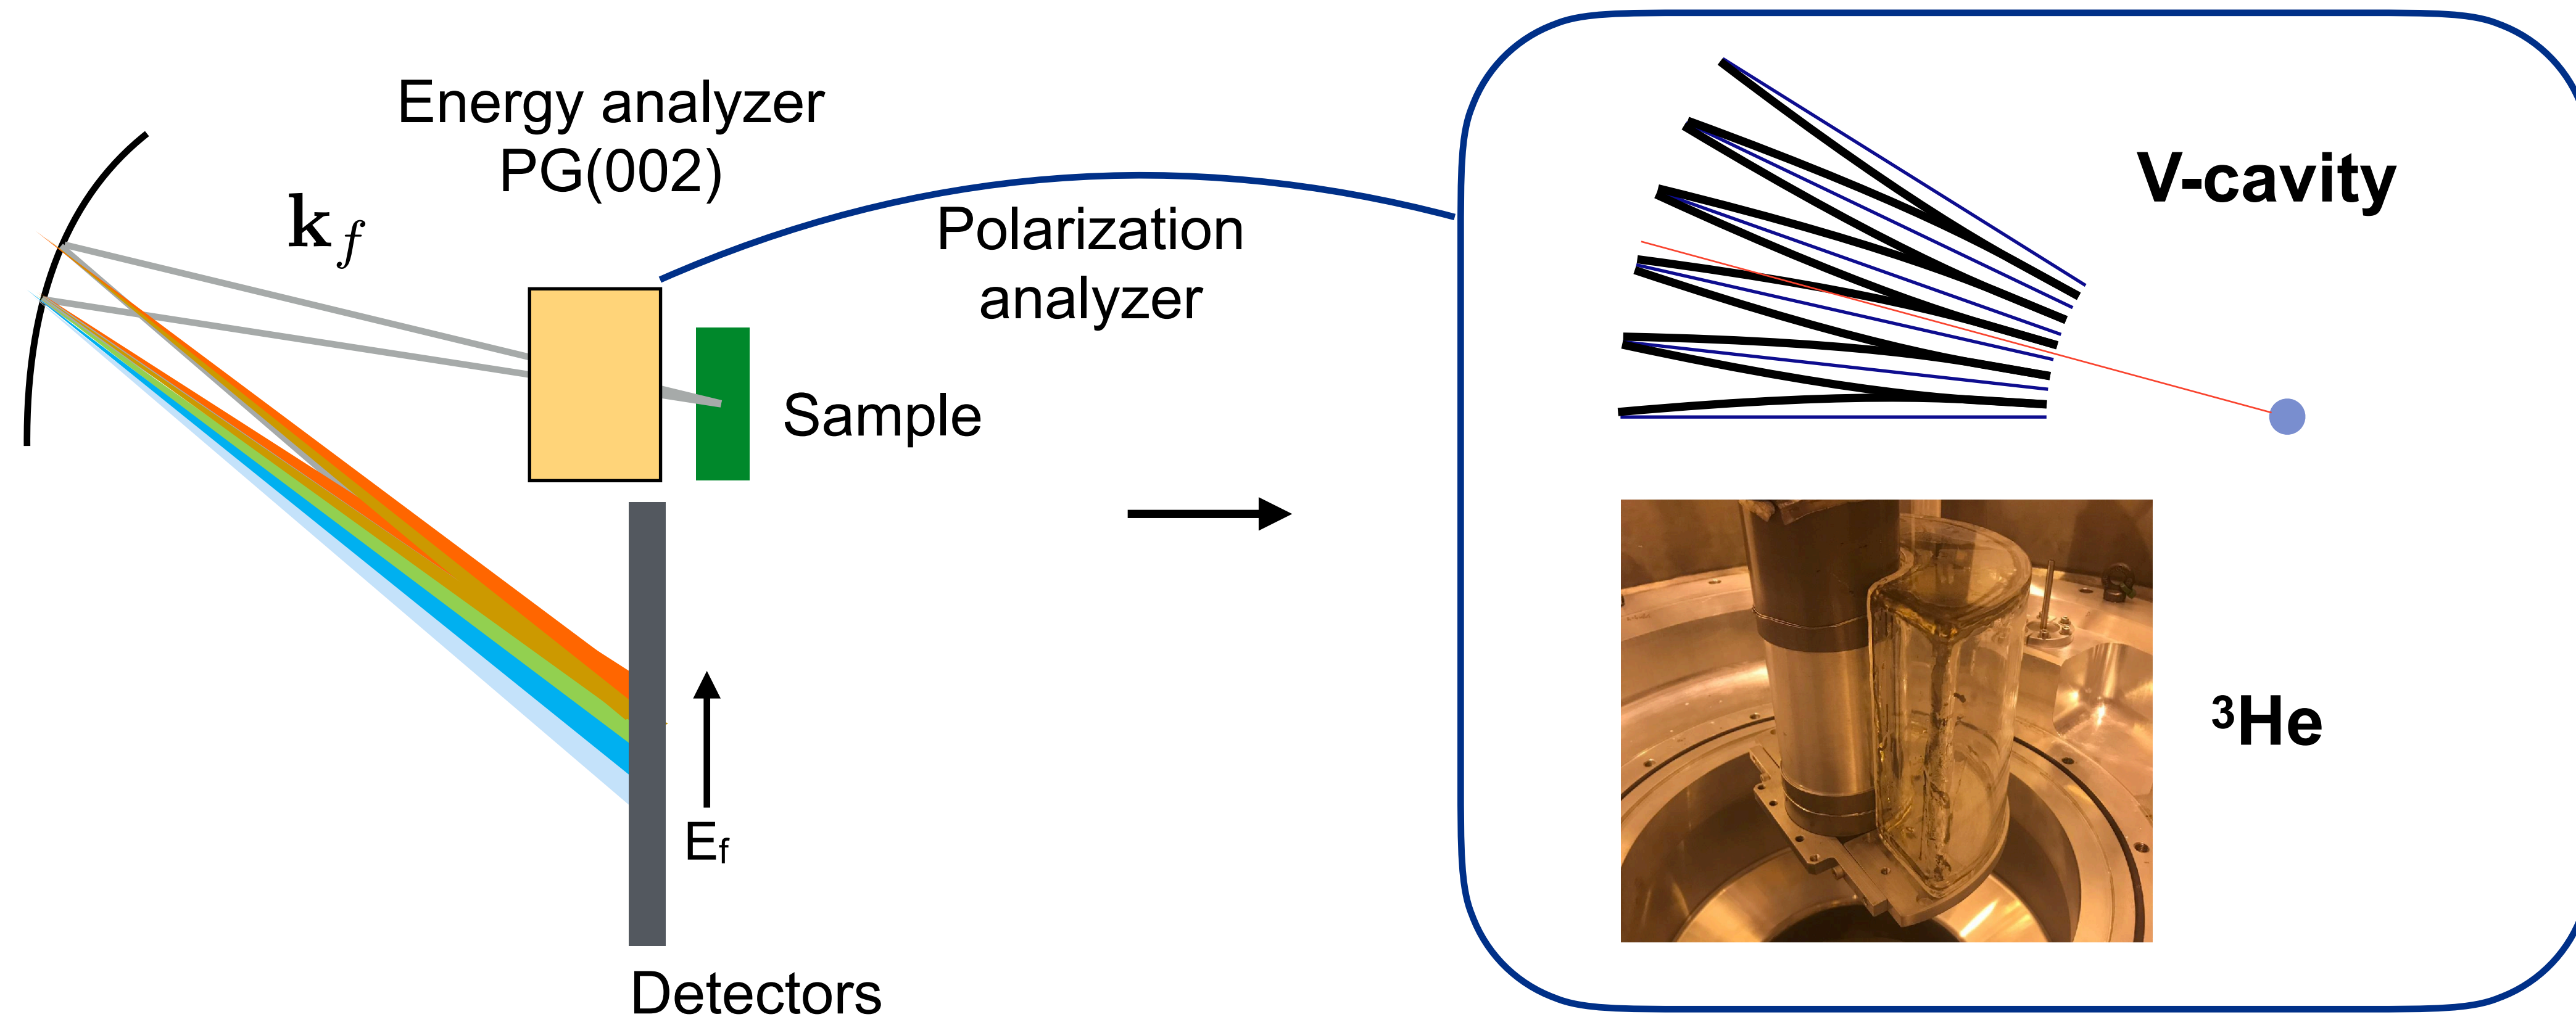 Energy analyzer
PG(002)
k_f
Polarization
analyzer
Sample
E_f
Detectors
V-cavity
³He